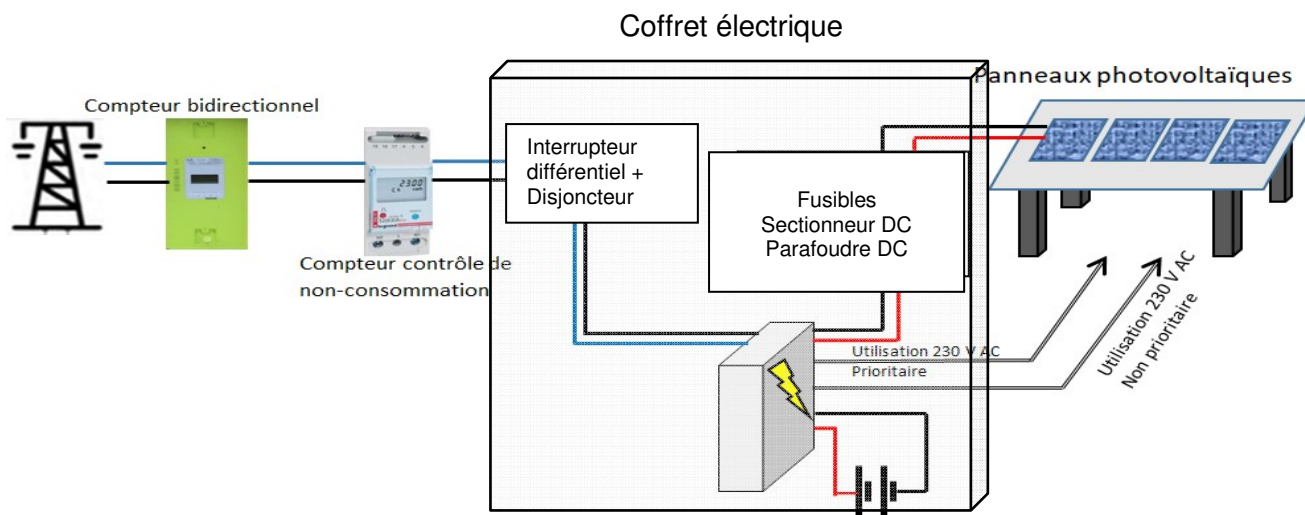 Coffret électrique
Panneaux photovoltaïques
Compteur bidirectionnel
Interrupteur
différentiel +
Disjoncteur
Fusibles
Sectionneur DC
Parafoudre DC
2300
Compteur contrôle de
non-consommation
Utilisation 230 V AC
Prioritaire
Utilisation 230 V AC
Non prioritaire